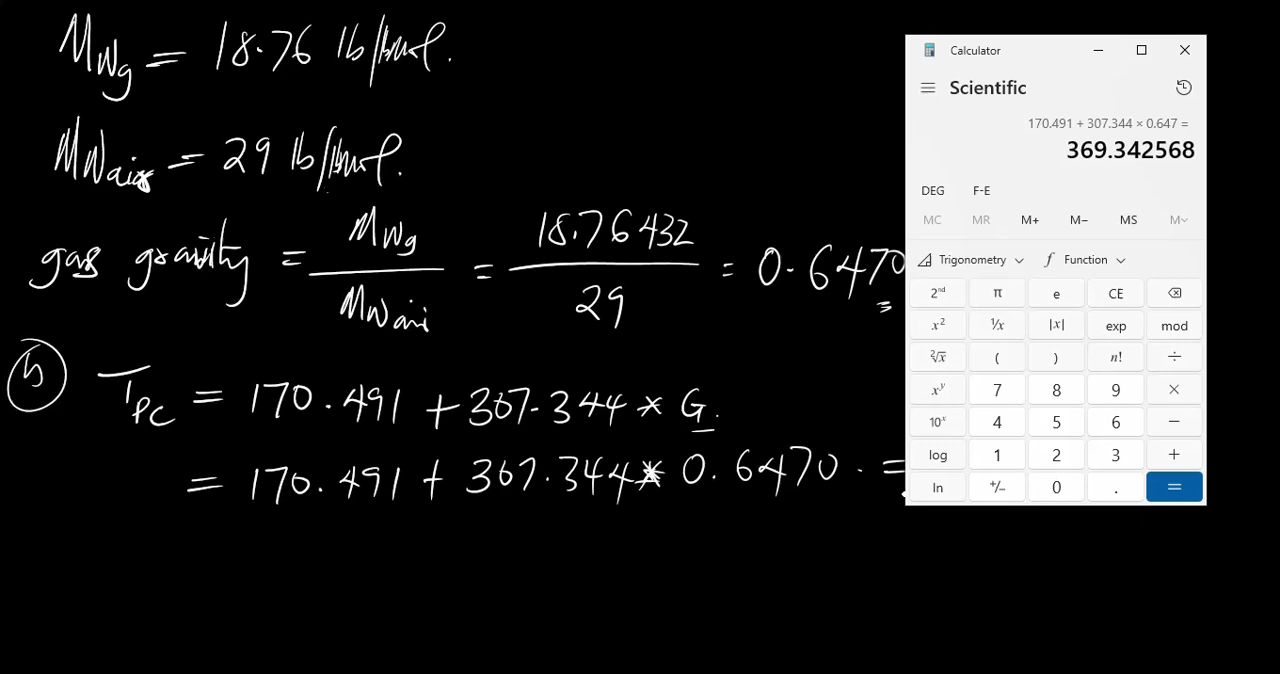 MWg = 18.76 lb/lbmol.
MWair = 29 lb/lbmol.
gas gravity = MWg / MWair = 18.76432 / 29 = 0.6470
b TPC = 170.491 + 307.344 * G.
= 170.491 + 307.344 * 0.6470 . =
Calculator
Scientific
170.491 + 307.344 × 0.647 =
369.342568
DEG F-E
MC MR M+ M− MS M˅
Trigonometry f Function
2nd π e CE
x² ¹/x |x| exp mod
²√x ( ) n! ÷
xʸ 7 8 9 ×
10ˣ 4 5 6 −
log 1 2 3 +
ln +/− 0 . =